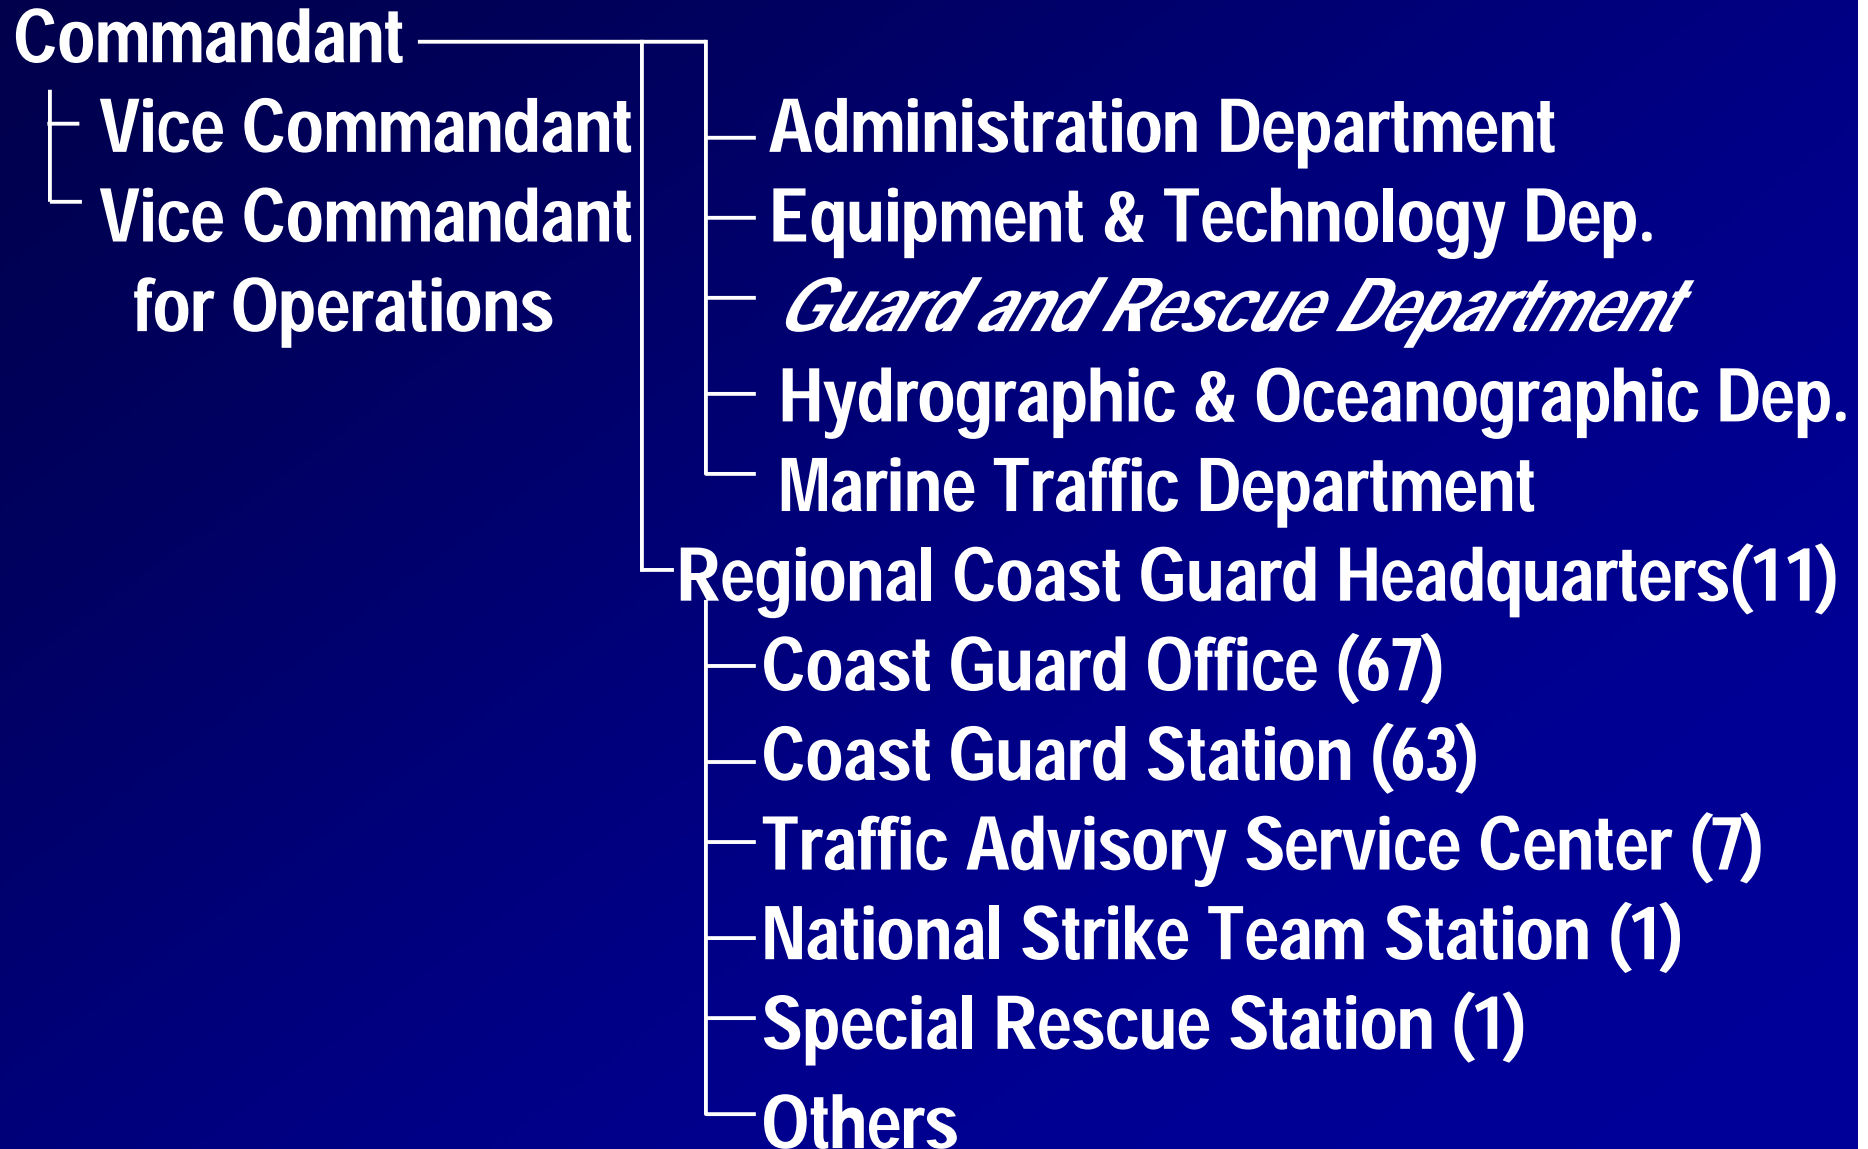 Commandant
Vice Commandant
Vice Commandant
for Operations
Administration Department
Equipment & Technology Dep.
Guard and Rescue Department
Hydrographic & Oceanographic Dep.
Marine Traffic Department
Regional Coast Guard Headquarters(11)
Coast Guard Office (67)
Coast Guard Station (63)
Traffic Advisory Service Center (7)
National Strike Team Station (1)
Special Rescue Station (1)
Others